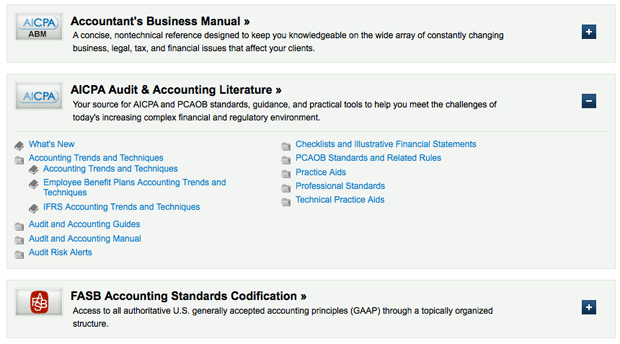 AICPA
ABM
Accountant's Business Manual »
A concise, nontechnical reference designed to keep you knowledgeable on the wide array of constantly changing
business, legal, tax, and financial issues that affect your clients.
AICPA
AICPA Audit & Accounting Literature »
Your source for AICPA and PCAOB standards, guidance, and practical tools to help you meet the challenges of
today's increasing complex financial and regulatory environment.
What's New
Accounting Trends and Techniques
Accounting Trends and Techniques
Employee Benefit Plans Accounting Trends and
Techniques
IFRS Accounting Trends and Techniques
Audit and Accounting Guides
Audit and Accounting Manual
Audit Risk Alerts
Checklists and Illustrative Financial Statements
PCAOB Standards and Related Rules
Practice Aids
Professional Standards
Technical Practice Aids
FASB
FASB Accounting Standards Codification »
Access to all authoritative U.S. generally accepted accounting principles (GAAP) through a topically organized
structure.